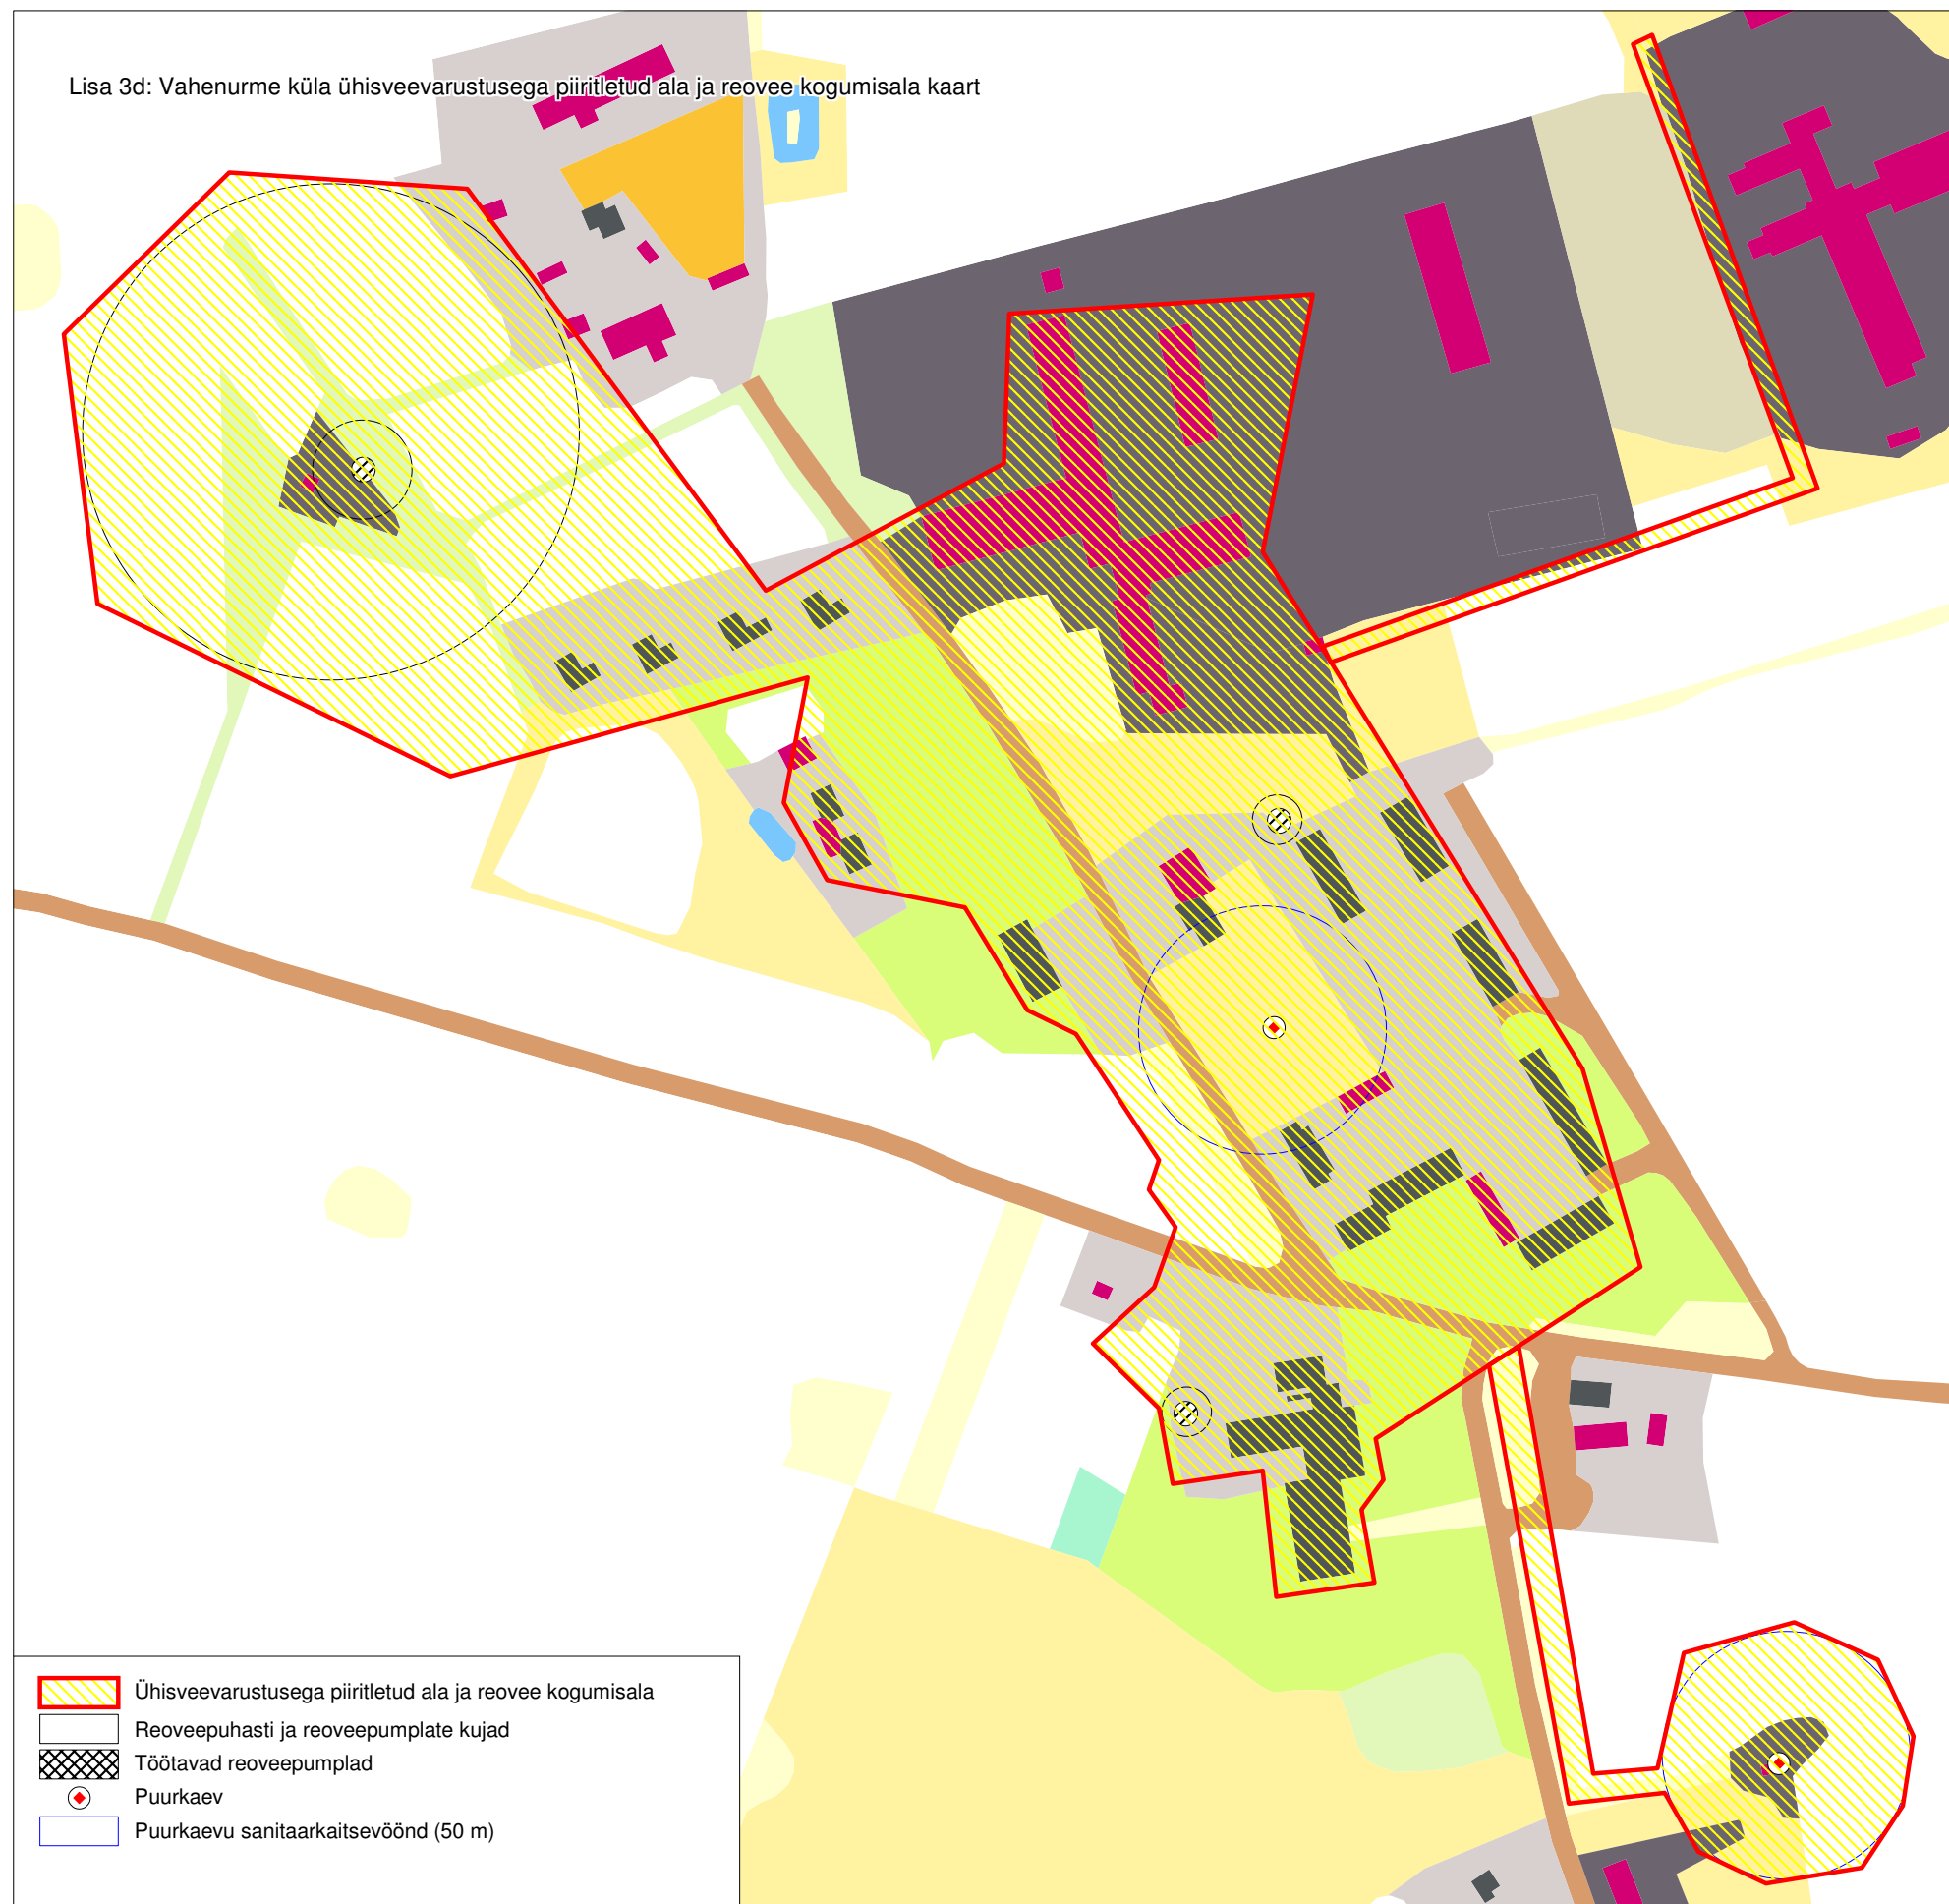 Lisa 3d: Vahenurme küla ühisveevarustusega piiritletud ala ja reovee kogumisala kaart
Ühisveevarustusega piiritletud ala ja reovee kogumisala
Reoveepuhasti ja reoveepumplate kujad
Töötavad reoveepumplad
Puurkaev
Puurkaevu sanitaarkaitsevöönd (50 m)